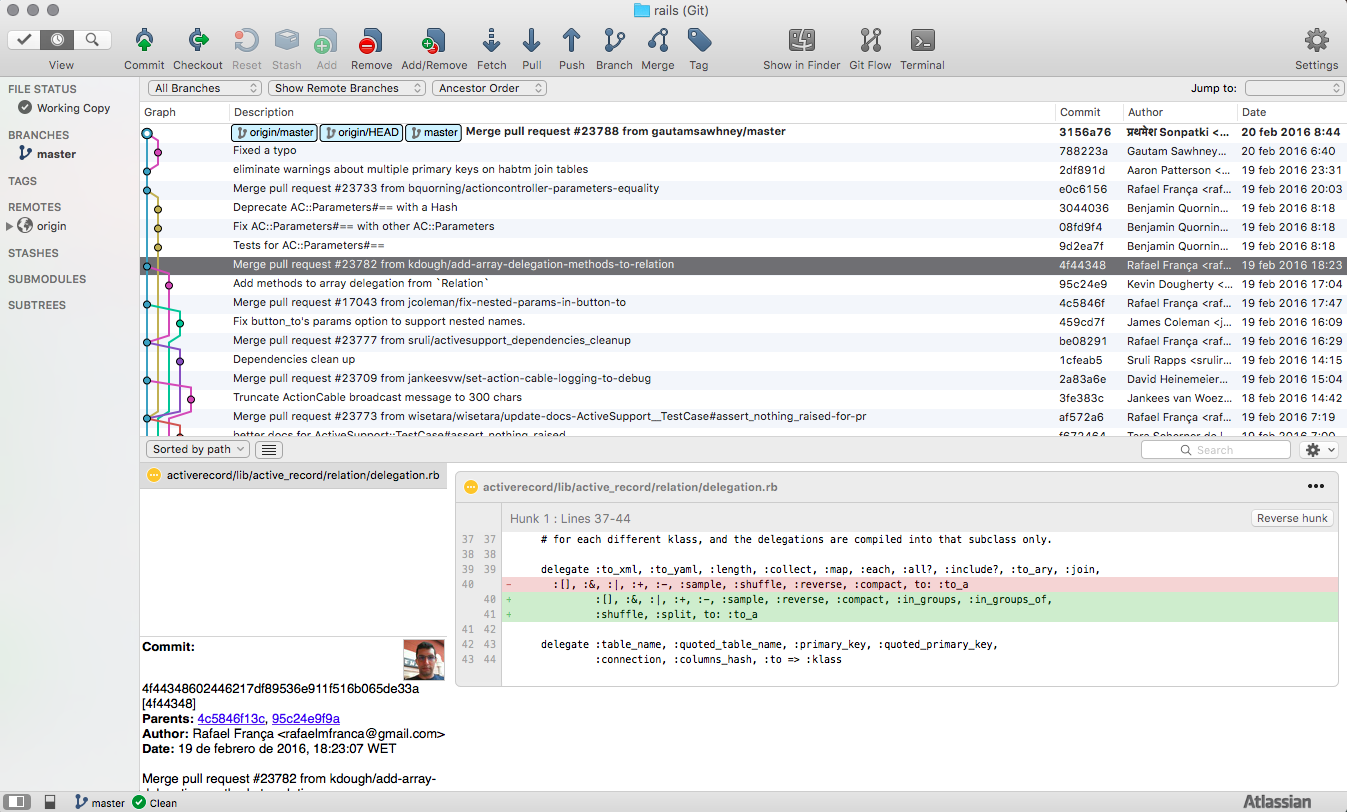 rails (Git)
View
Commit
Checkout
Reset
Stash
Add
Remove
Add/Remove
Fetch
Pull
Push
Branch
Merge
Tag
Show in Finder
Git Flow
Terminal
Settings
FILE STATUS
Working Copy
BRANCHES
master
TAGS
REMOTES
origin
STASHES
SUBMODULES
SUBTREES
All Branches
Show Remote Branches
Ancestor Order
Jump to:
Graph Description Commit Author Date
origin/master origin/HEAD master Merge pull request #23788 from gautamsawhney/master 3156a76 प्रथमेश Sonpatki <... 20 feb 2016 8:44
Fixed a typo 788223a Gautam Sawhney... 20 feb 2016 6:40
eliminate warnings about multiple primary keys on habtm join tables 2df891d Aaron Patterson <... 19 feb 2016 23:31
Merge pull request #23733 from bquorning/actioncontroller-parameters-equality e0c6156 Rafael França <raf... 19 feb 2016 20:03
Deprecate AC::Parameters#== with a Hash 3044036 Benjamin Quornin... 19 feb 2016 8:18
Fix AC::Parameters#== with other AC::Parameters 08fd9f4 Benjamin Quornin... 19 feb 2016 8:18
Tests for AC::Parameters#== 9d2ea7f Benjamin Quornin... 19 feb 2016 8:18
Merge pull request #23782 from kdough/add-array-delegation-methods-to-relation 4f44348 Rafael França <raf... 19 feb 2016 18:23
Add methods to array delegation from `Relation` 95c24e9 Kevin Dougherty <... 19 feb 2016 17:04
Merge pull request #17043 from jcoleman/fix-nested-params-in-button-to 4c5846f Rafael França <raf... 19 feb 2016 17:47
Fix button_to's params option to support nested names. 459cd7f James Coleman <j... 19 feb 2016 16:09
Merge pull request #23777 from sruli/activesupport_dependencies_cleanup be08291 Rafael França <raf... 19 feb 2016 16:29
Dependencies clean up 1cfeab5 Sruli Rapps <srulir... 19 feb 2016 14:15
Merge pull request #23709 from jankeesvw/set-action-cable-logging-to-debug 2a83a6e David Heinemeier... 19 feb 2016 15:04
Truncate ActionCable broadcast message to 300 chars 3fe383c Jankees van Woez... 18 feb 2016 14:42
Merge pull request #23773 from wisetara/wisetara/update-docs-ActiveSupport__TestCase#assert_nothing_raised-for-pr af572a6 Rafael França <raf... 19 feb 2016 7:19
better docs for ActiveSupport::TestCase#assert_nothing_raised f672464 19 feb 2016 7:00
Sorted by path
Search
activerecord/lib/active_record/relation/delegation.rb
activerecord/lib/active_record/relation/delegation.rb
Hunk 1 : Lines 37-44 Reverse hunk
37 37 # for each different klass, and the delegations are compiled into that subclass only.
38 38
39 39 delegate :to_xml, :to_yaml, :length, :collect, :map, :each, :all?, :include?, :to_ary, :join,
40 - :[], :&, :|, :+, :-, :sample, :shuffle, :reverse, :compact, to: :to_a
40 + :[], :&, :|, :+, :-, :sample, :reverse, :compact, :in_groups, :in_groups_of,
41 + :shuffle, :split, to: :to_a
41 42
42 43 delegate :table_name, :quoted_table_name, :primary_key, :quoted_primary_key,
43 44 :connection, :columns_hash, :to => :klass
Commit:
4f44348602446217df89536e911f516b065de33a
[4f44348]
Parents: 4c5846f13c, 95c24e9f9a
Author: Rafael França <rafaelmfranca@gmail.com>
Date: 19 de febrero de 2016, 18:23:07 WET
Merge pull request #23782 from kdough/add-array-
master Clean
Atlassian